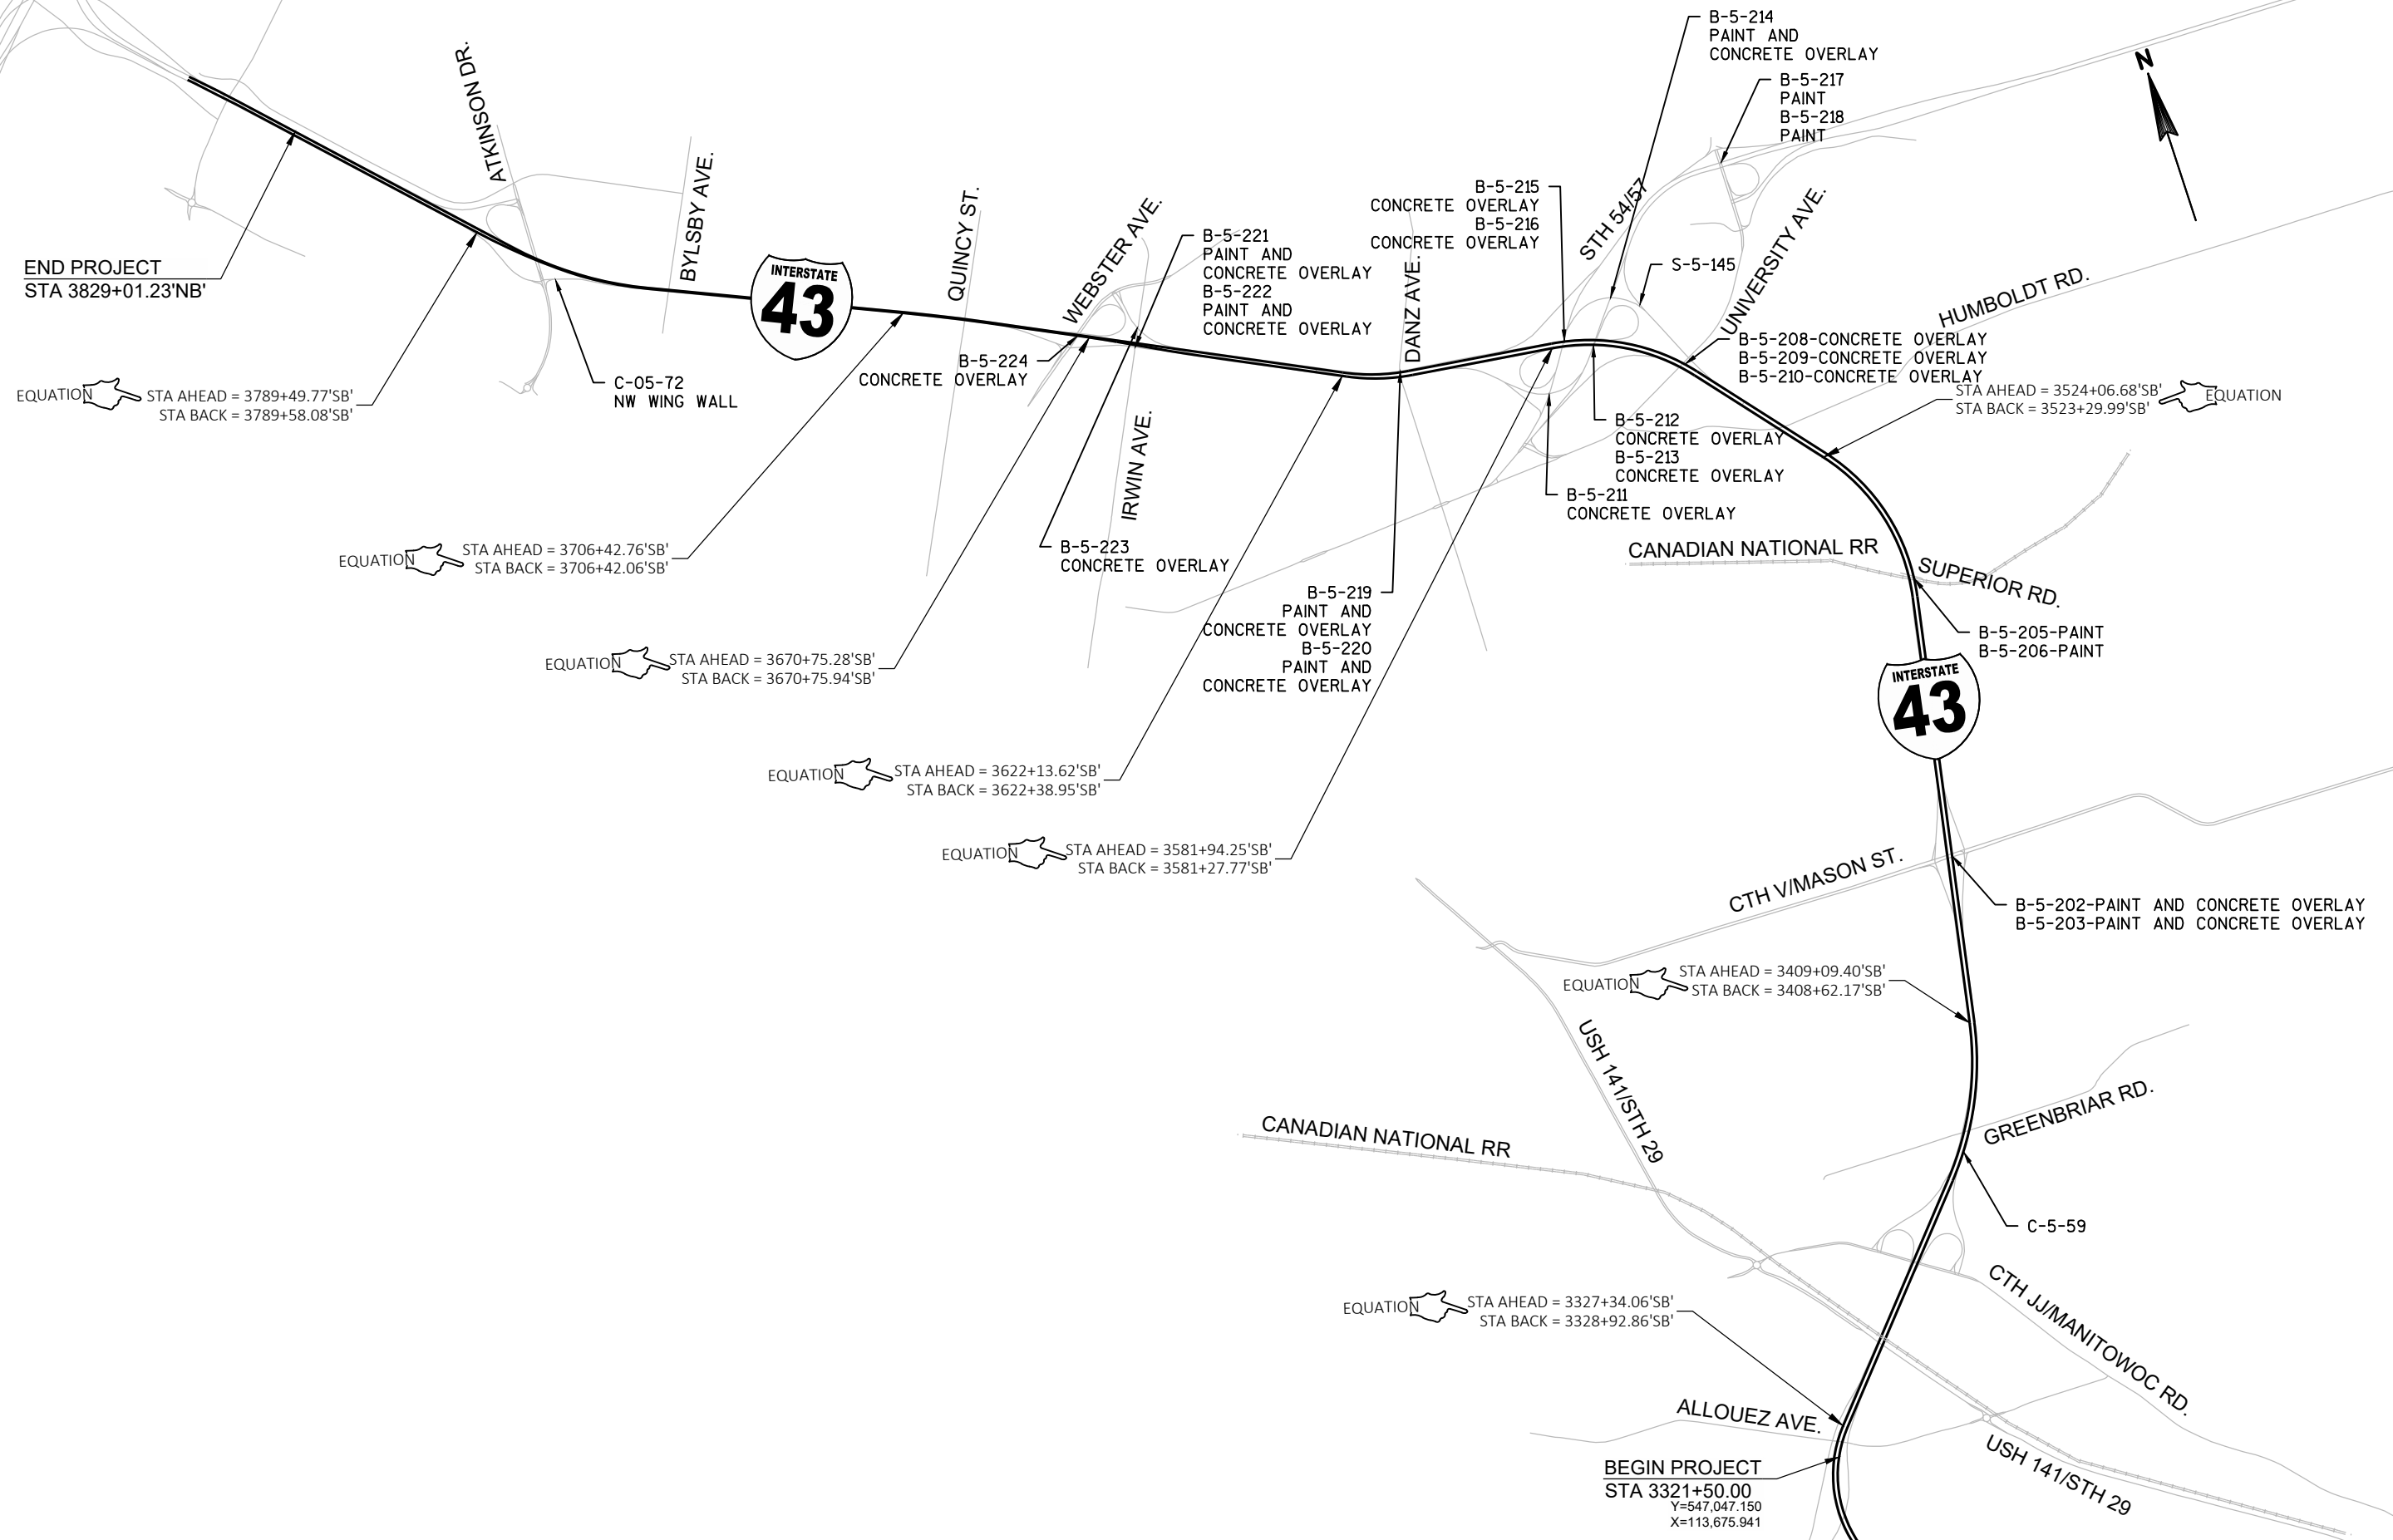 B-5-214
PAINT AND
CONCRETE OVERLAY
B-5-217
PAINT
B-5-218
PAINT
N
ATKINSON DR.
BYLSBY AVE.
QUINCY ST.
WEBSTER AVE.
B-5-221
PAINT AND
CONCRETE OVERLAY
B-5-222
PAINT AND
CONCRETE OVERLAY
B-5-215
CONCRETE OVERLAY
B-5-216
CONCRETE OVERLAY
DANZ AVE.
STH 54/57
S-5-145
UNIVERSITY AVE.
HUMBOLDT RD.
END PROJECT
STA 3829+01.23'NB'
INTERSTATE
43
B-5-224
CONCRETE OVERLAY
B-5-208-CONCRETE OVERLAY
B-5-209-CONCRETE OVERLAY
B-5-210-CONCRETE OVERLAY
EQUATION
STA AHEAD = 3789+49.77'SB'
STA BACK = 3789+58.08'SB'
C-05-72
NW WING WALL
STA AHEAD = 3524+06.68'SB'
STA BACK = 3523+29.99'SB'
EQUATION
IRWIN AVE.
B-5-212
CONCRETE OVERLAY
B-5-213
CONCRETE OVERLAY
B-5-211
CONCRETE OVERLAY
EQUATION
STA AHEAD = 3706+42.76'SB'
STA BACK = 3706+42.06'SB'
B-5-223
CONCRETE OVERLAY
CANADIAN NATIONAL RR
SUPERIOR RD.
B-5-219
PAINT AND
CONCRETE OVERLAY
B-5-220
PAINT AND
CONCRETE OVERLAY
B-5-205-PAINT
B-5-206-PAINT
EQUATION
STA AHEAD = 3670+75.28'SB'
STA BACK = 3670+75.94'SB'
INTERSTATE
43
EQUATION
STA AHEAD = 3622+13.62'SB'
STA BACK = 3622+38.95'SB'
EQUATION
STA AHEAD = 3581+94.25'SB'
STA BACK = 3581+27.77'SB'
CTH V/MASON ST.
B-5-202-PAINT AND CONCRETE OVERLAY
B-5-203-PAINT AND CONCRETE OVERLAY
EQUATION
STA AHEAD = 3409+09.40'SB'
STA BACK = 3408+62.17'SB'
USH 141/STH 29
GREENBRIAR RD.
CANADIAN NATIONAL RR
C-5-59
CTH JJ/MANITOWOC RD.
EQUATION
STA AHEAD = 3327+34.06'SB'
STA BACK = 3328+92.86'SB'
ALLOUEZ AVE.
USH 141/STH 29
BEGIN PROJECT
STA 3321+50.00
Y=547,047.150
X=113,675.941